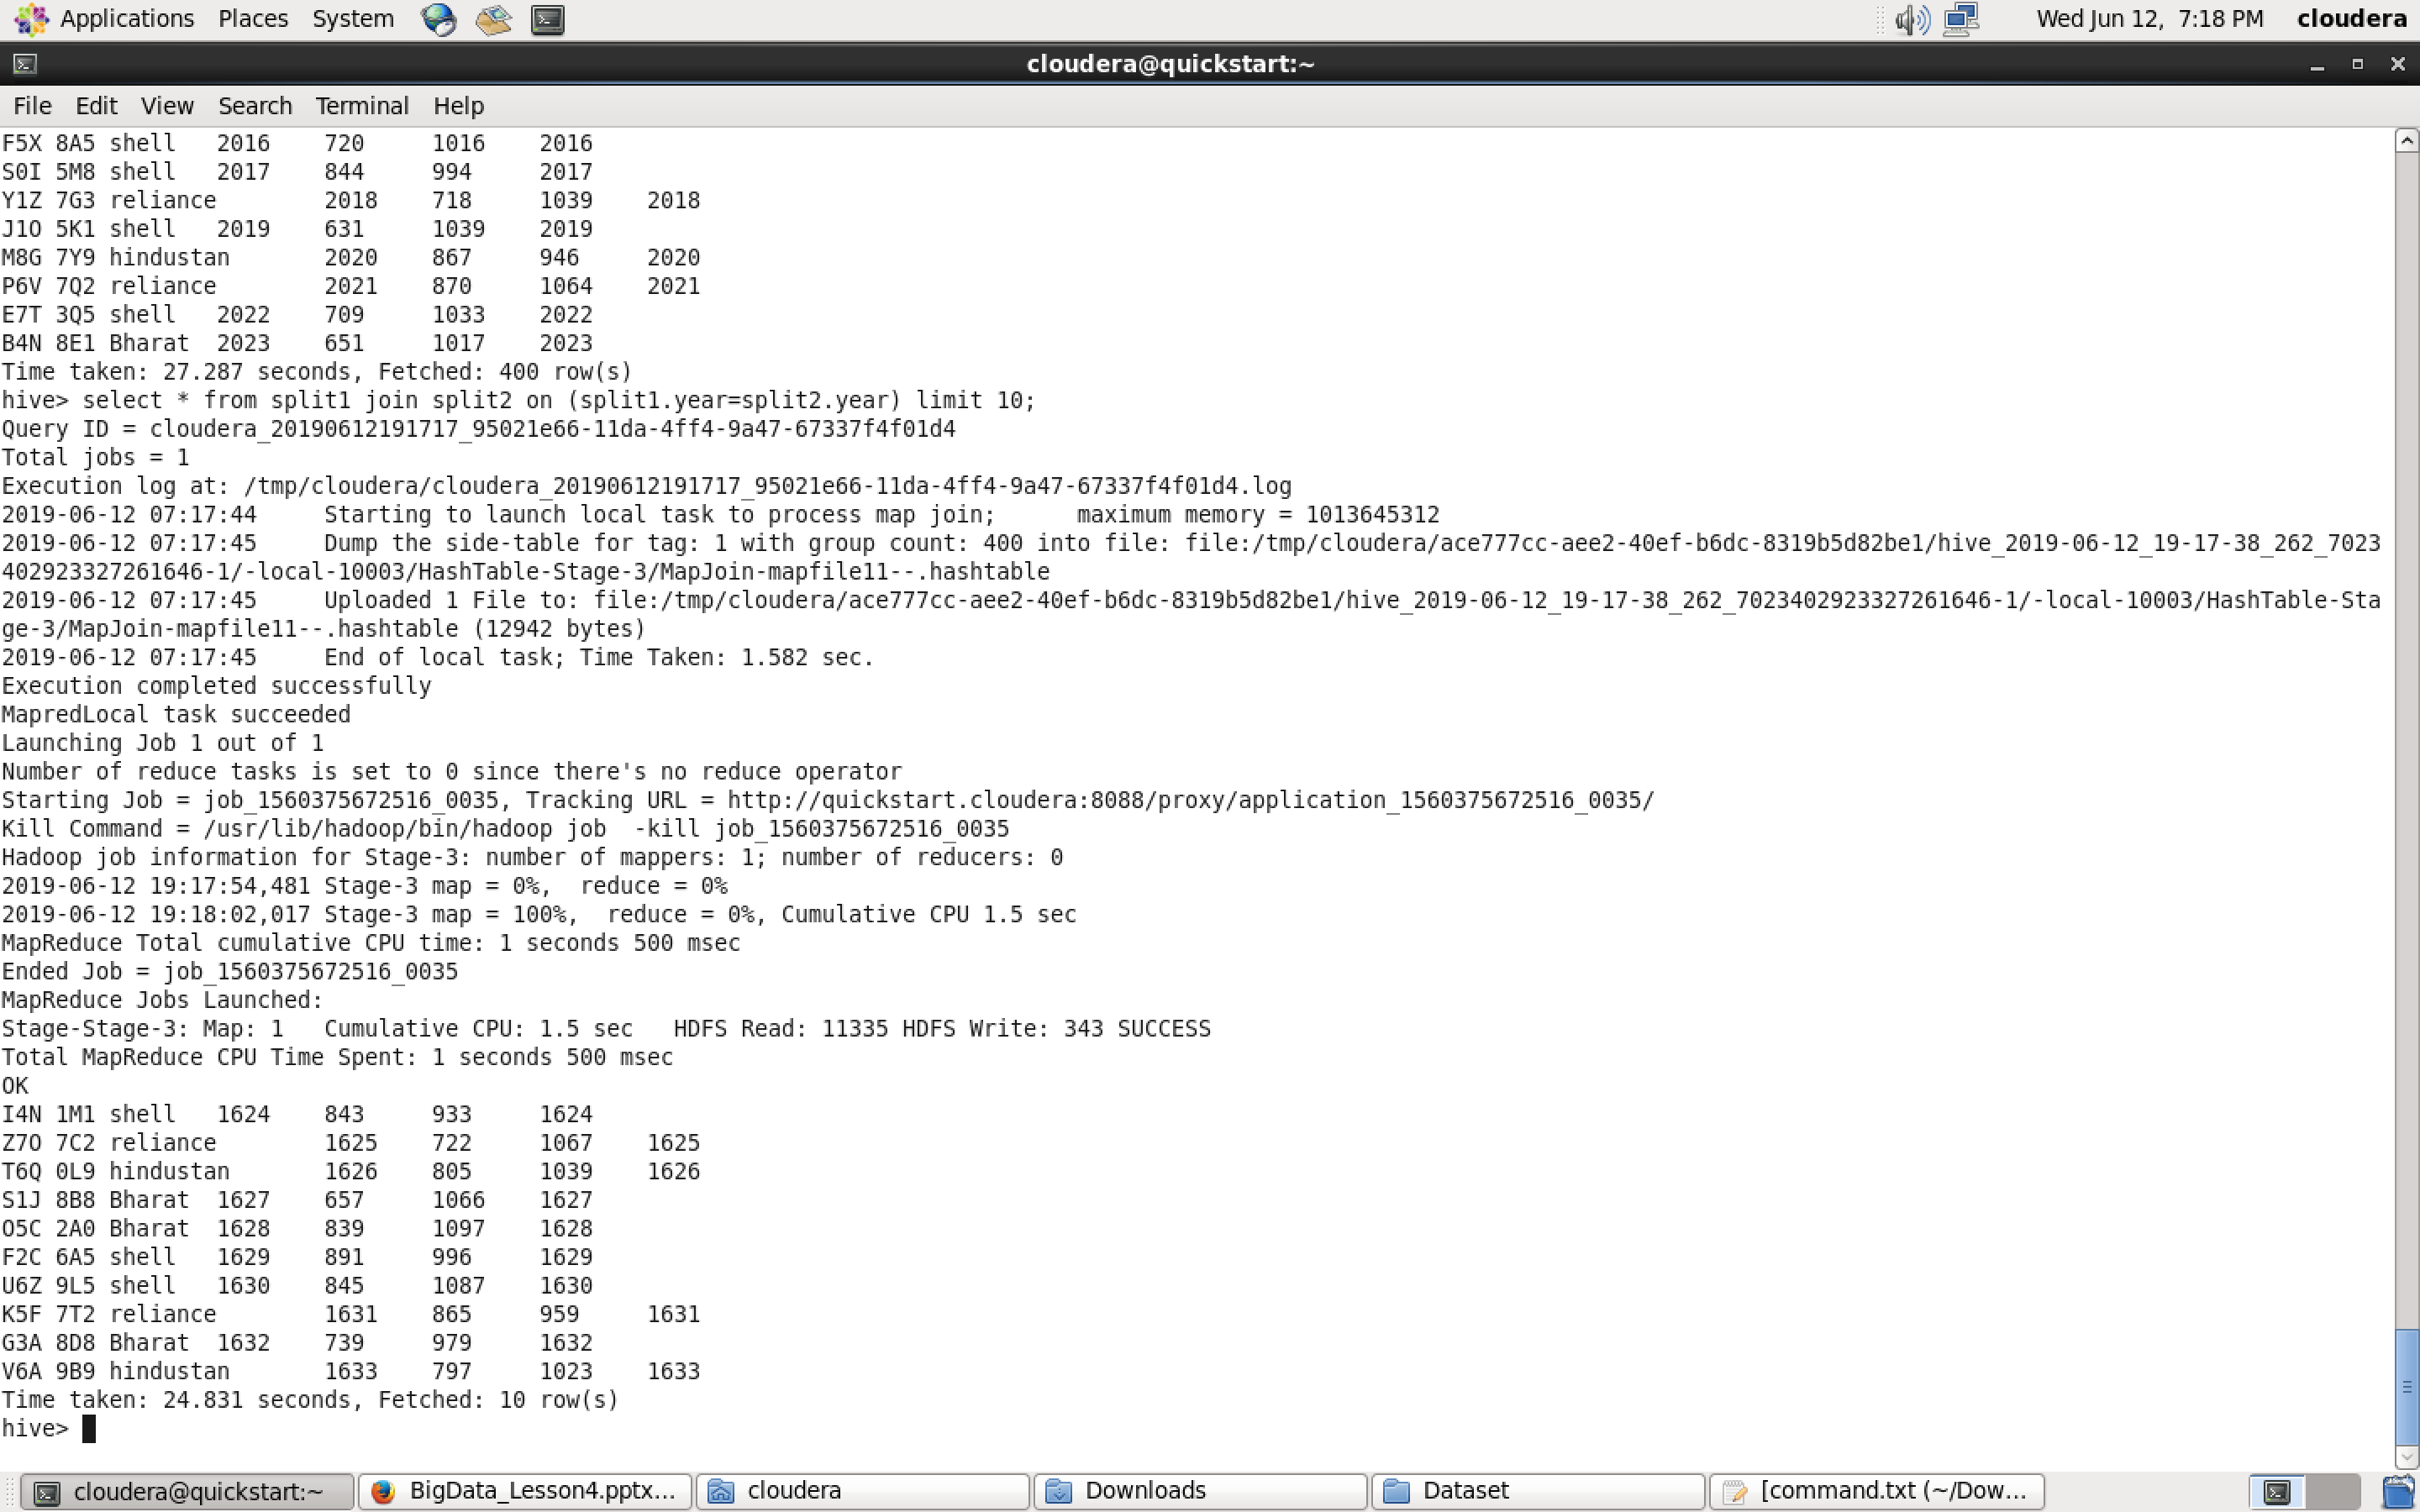 Applications Places System Wed Jun 12, 7:18 PM cloudera
cloudera@quickstart:~
File Edit View Search Terminal Help
F5X 8A5 shell 2016 720 1016 2016
S0I 5M8 shell 2017 844 994 2017
Y1Z 7G3 reliance 2018 718 1039 2018
J1O 5K1 shell 2019 631 1039 2019
M8G 7Y9 hindustan 2020 867 946 2020
P6V 7Q2 reliance 2021 870 1064 2021
E7T 3Q5 shell 2022 709 1033 2022
B4N 8E1 Bharat 2023 651 1017 2023
Time taken: 27.287 seconds, Fetched: 400 row(s)
hive> select * from split1 join split2 on (split1.year=split2.year) limit 10;
Query ID = cloudera_20190612191717_95021e66-11da-4ff4-9a47-67337f4f01d4
Total jobs = 1
Execution log at: /tmp/cloudera/cloudera_20190612191717_95021e66-11da-4ff4-9a47-67337f4f01d4.log
2019-06-12 07:17:44 Starting to launch local task to process map join; maximum memory = 1013645312
2019-06-12 07:17:45 Dump the side-table for tag: 1 with group count: 400 into file: file:/tmp/cloudera/ace777cc-aee2-40ef-b6dc-8319b5d82be1/hive_2019-06-12_19-17-38_262_7023
402923327261646-1/-local-10003/HashTable-Stage-3/MapJoin-mapfile11--.hashtable
2019-06-12 07:17:45 Uploaded 1 File to: file:/tmp/cloudera/ace777cc-aee2-40ef-b6dc-8319b5d82be1/hive_2019-06-12_19-17-38_262_7023402923327261646-1/-local-10003/HashTable-Sta
ge-3/MapJoin-mapfile11--.hashtable (12942 bytes)
2019-06-12 07:17:45 End of local task; Time Taken: 1.582 sec.
Execution completed successfully
MapredLocal task succeeded
Launching Job 1 out of 1
Number of reduce tasks is set to 0 since there's no reduce operator
Starting Job = job_1560375672516_0035, Tracking URL = http://quickstart.cloudera:8088/proxy/application_1560375672516_0035/
Kill Command = /usr/lib/hadoop/bin/hadoop job  -kill job_1560375672516_0035
Hadoop job information for Stage-3: number of mappers: 1; number of reducers: 0
2019-06-12 19:17:54,481 Stage-3 map = 0%,  reduce = 0%
2019-06-12 19:18:02,017 Stage-3 map = 100%,  reduce = 0%, Cumulative CPU 1.5 sec
MapReduce Total cumulative CPU time: 1 seconds 500 msec
Ended Job = job_1560375672516_0035
MapReduce Jobs Launched:
Stage-Stage-3: Map: 1 Cumulative CPU: 1.5 sec HDFS Read: 11335 HDFS Write: 343 SUCCESS
Total MapReduce CPU Time Spent: 1 seconds 500 msec
OK
I4N 1M1 shell 1624 843 933 1624
Z7O 7C2 reliance 1625 722 1067 1625
T6Q 0L9 hindustan 1626 805 1039 1626
S1J 8B8 Bharat 1627 657 1066 1627
O5C 2A0 Bharat 1628 839 1097 1628
F2C 6A5 shell 1629 891 996 1629
U6Z 9L5 shell 1630 845 1087 1630
K5F 7T2 reliance 1631 865 959 1631
G3A 8D8 Bharat 1632 739 979 1632
V6A 9B9 hindustan 1633 797 1023 1633
Time taken: 24.831 seconds, Fetched: 10 row(s)
hive>
cloudera@quickstart:~ BigData_Lesson4.pptx... cloudera Downloads Dataset [command.txt (~/Dow...